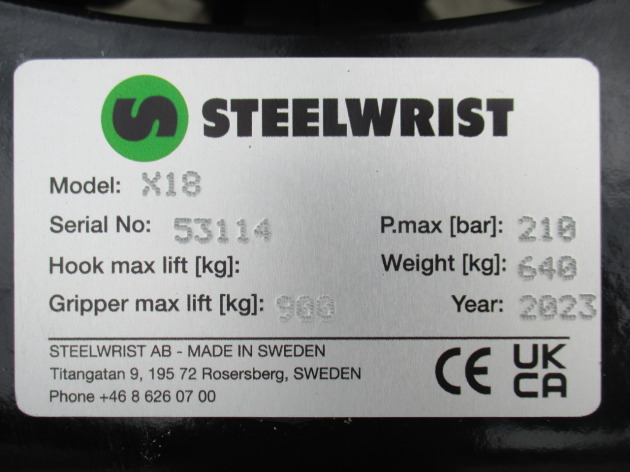 STEELWRIST
Model: X18
Serial No: 53114 P.max [bar]: 210
Hook max lift [kg]: Weight [kg]: 640
Gripper max lift [kg]: 900 Year: 2023
STEELWRIST AB - MADE IN SWEDEN
Titangatan 9, 195 72 Rosersberg, SWEDEN
Phone +46 8 626 07 00
CE UK
CA